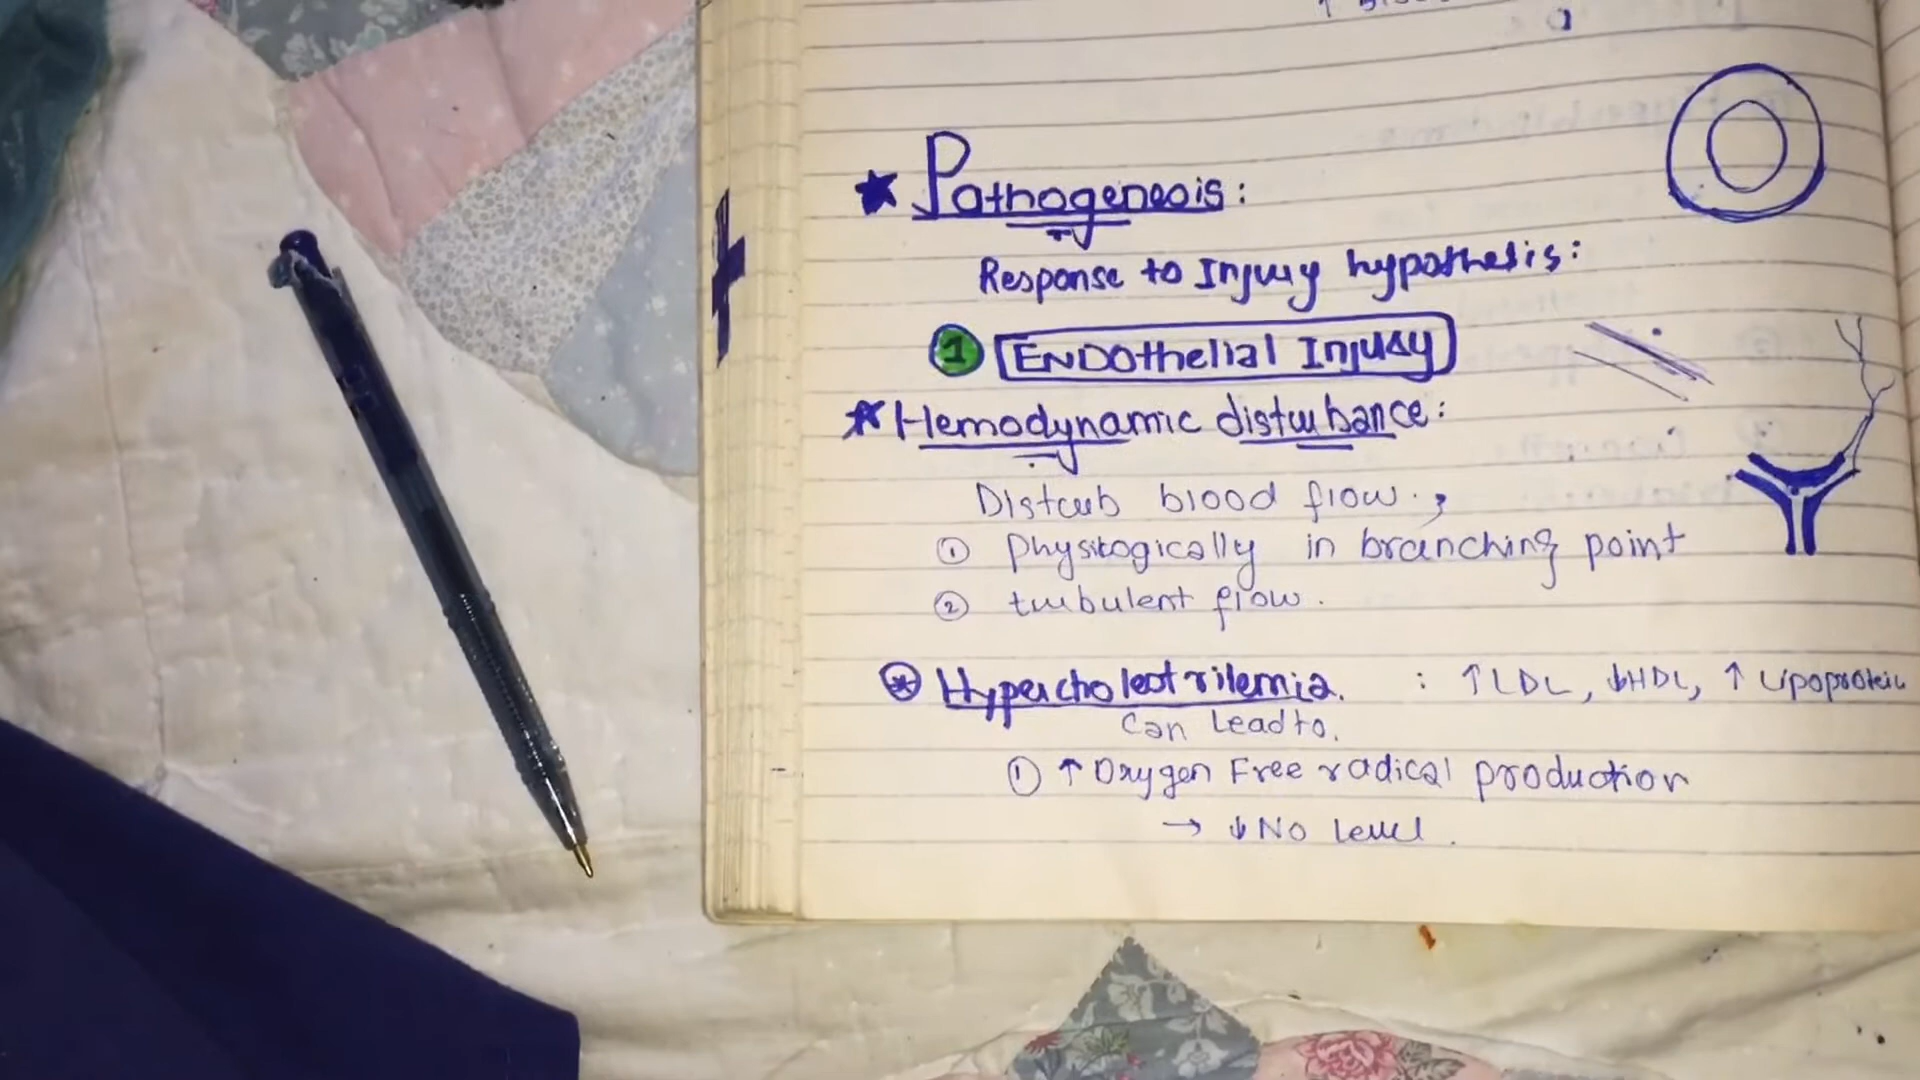 ★ Pathogenesis:
Response to Injury hypothesis:
1 ENDOthelial Injury
* Hemodynamic disturbance:
Disturb blood flow ;
① Physiologically in branching point
② turbulent flow.
⊛ Hypercholestrilemia. : ↑LDL, ↓HDL, ↑ Lipoprotein
can Lead to.
① ↑ Oxygen Free radical production
→ ↓ No level.